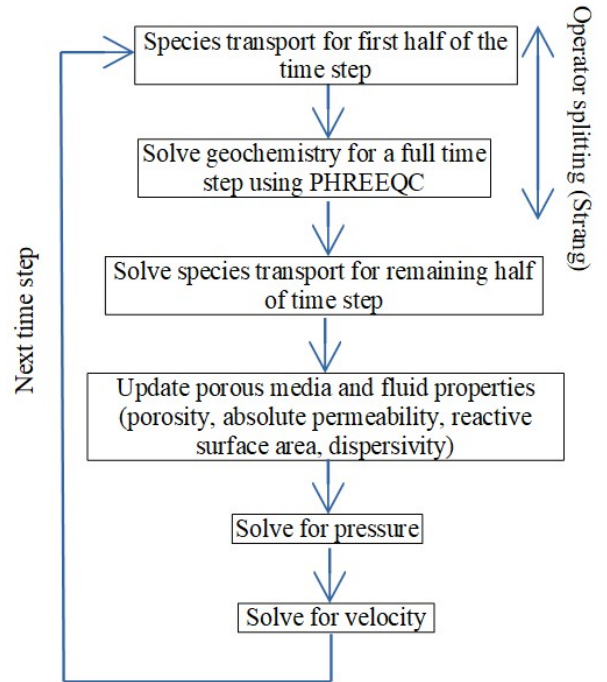 Species transport for first half of the
time step
Solve geochemistry for a full time
step using PHREEQC
Solve species transport for remaining half
of time step
Update porous media and fluid properties
(porosity, absolute permeability, reactive
surface area, dispersivity)
Solve for pressure
Solve for velocity
Next time step
Operator splitting (Strang)